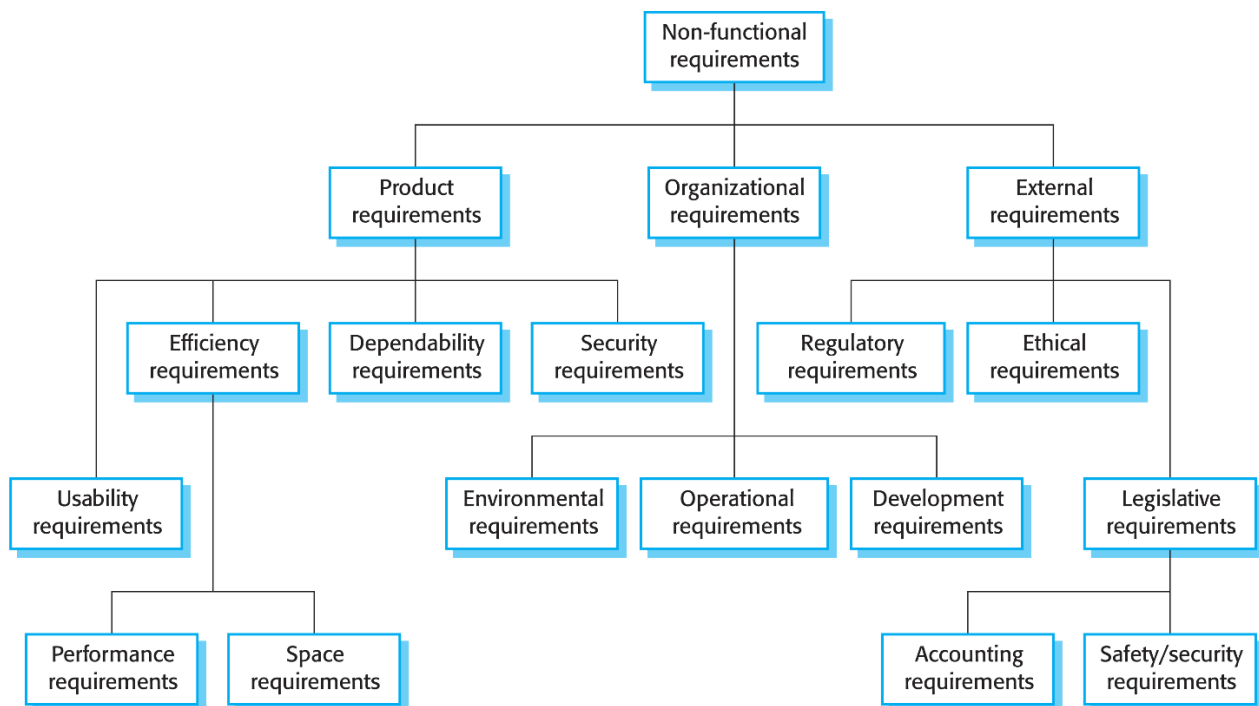 Non-functional
requirements
Product
requirements
Organizational
requirements
External
requirements
Efficiency
requirements
Dependability
requirements
Security
requirements
Regulatory
requirements
Ethical
requirements
Usability
requirements
Environmental
requirements
Operational
requirements
Development
requirements
Legislative
requirements
Performance
requirements
Space
requirements
Accounting
requirements
Safety/security
requirements